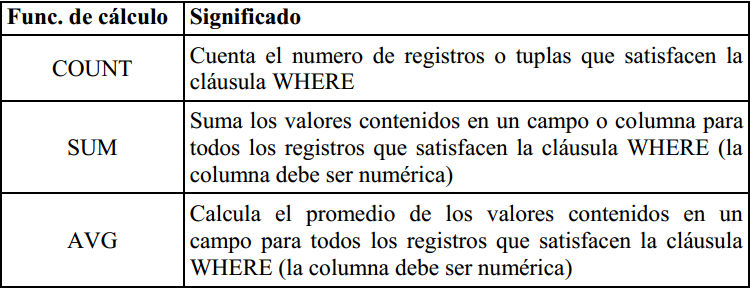 Func. de cálculo Significado
COUNT
Cuenta el numero de registros o tuplas que satisfacen la
cláusula WHERE
SUM
Suma los valores contenidos en un campo o columna para
todos los registros que satisfacen la cláusula WHERE (la
columna debe ser numérica)
AVG
Calcula el promedio de los valores contenidos en un
campo para todos los registros que satisfacen la cláusula
WHERE (la columna debe ser numérica)